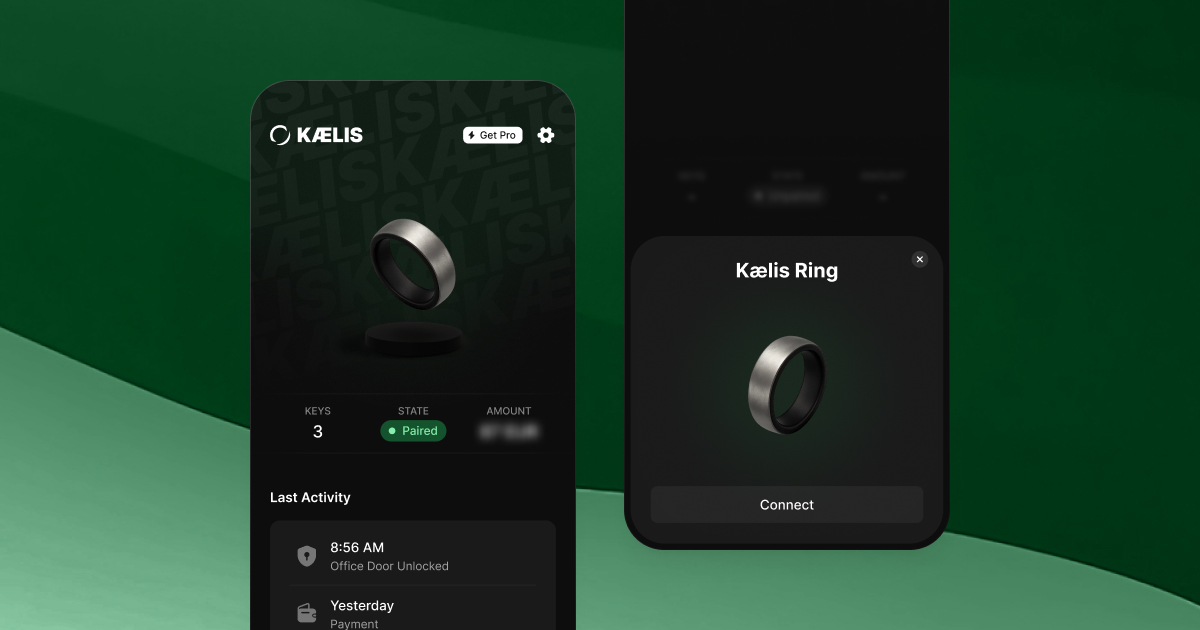 KÆLIS
Get Pro
KEYS
STATE
AMOUNT
3
Paired
Last Activity
8:56 AM
Office Door Unlocked
Yesterday
Payment
Kælis Ring
Connect